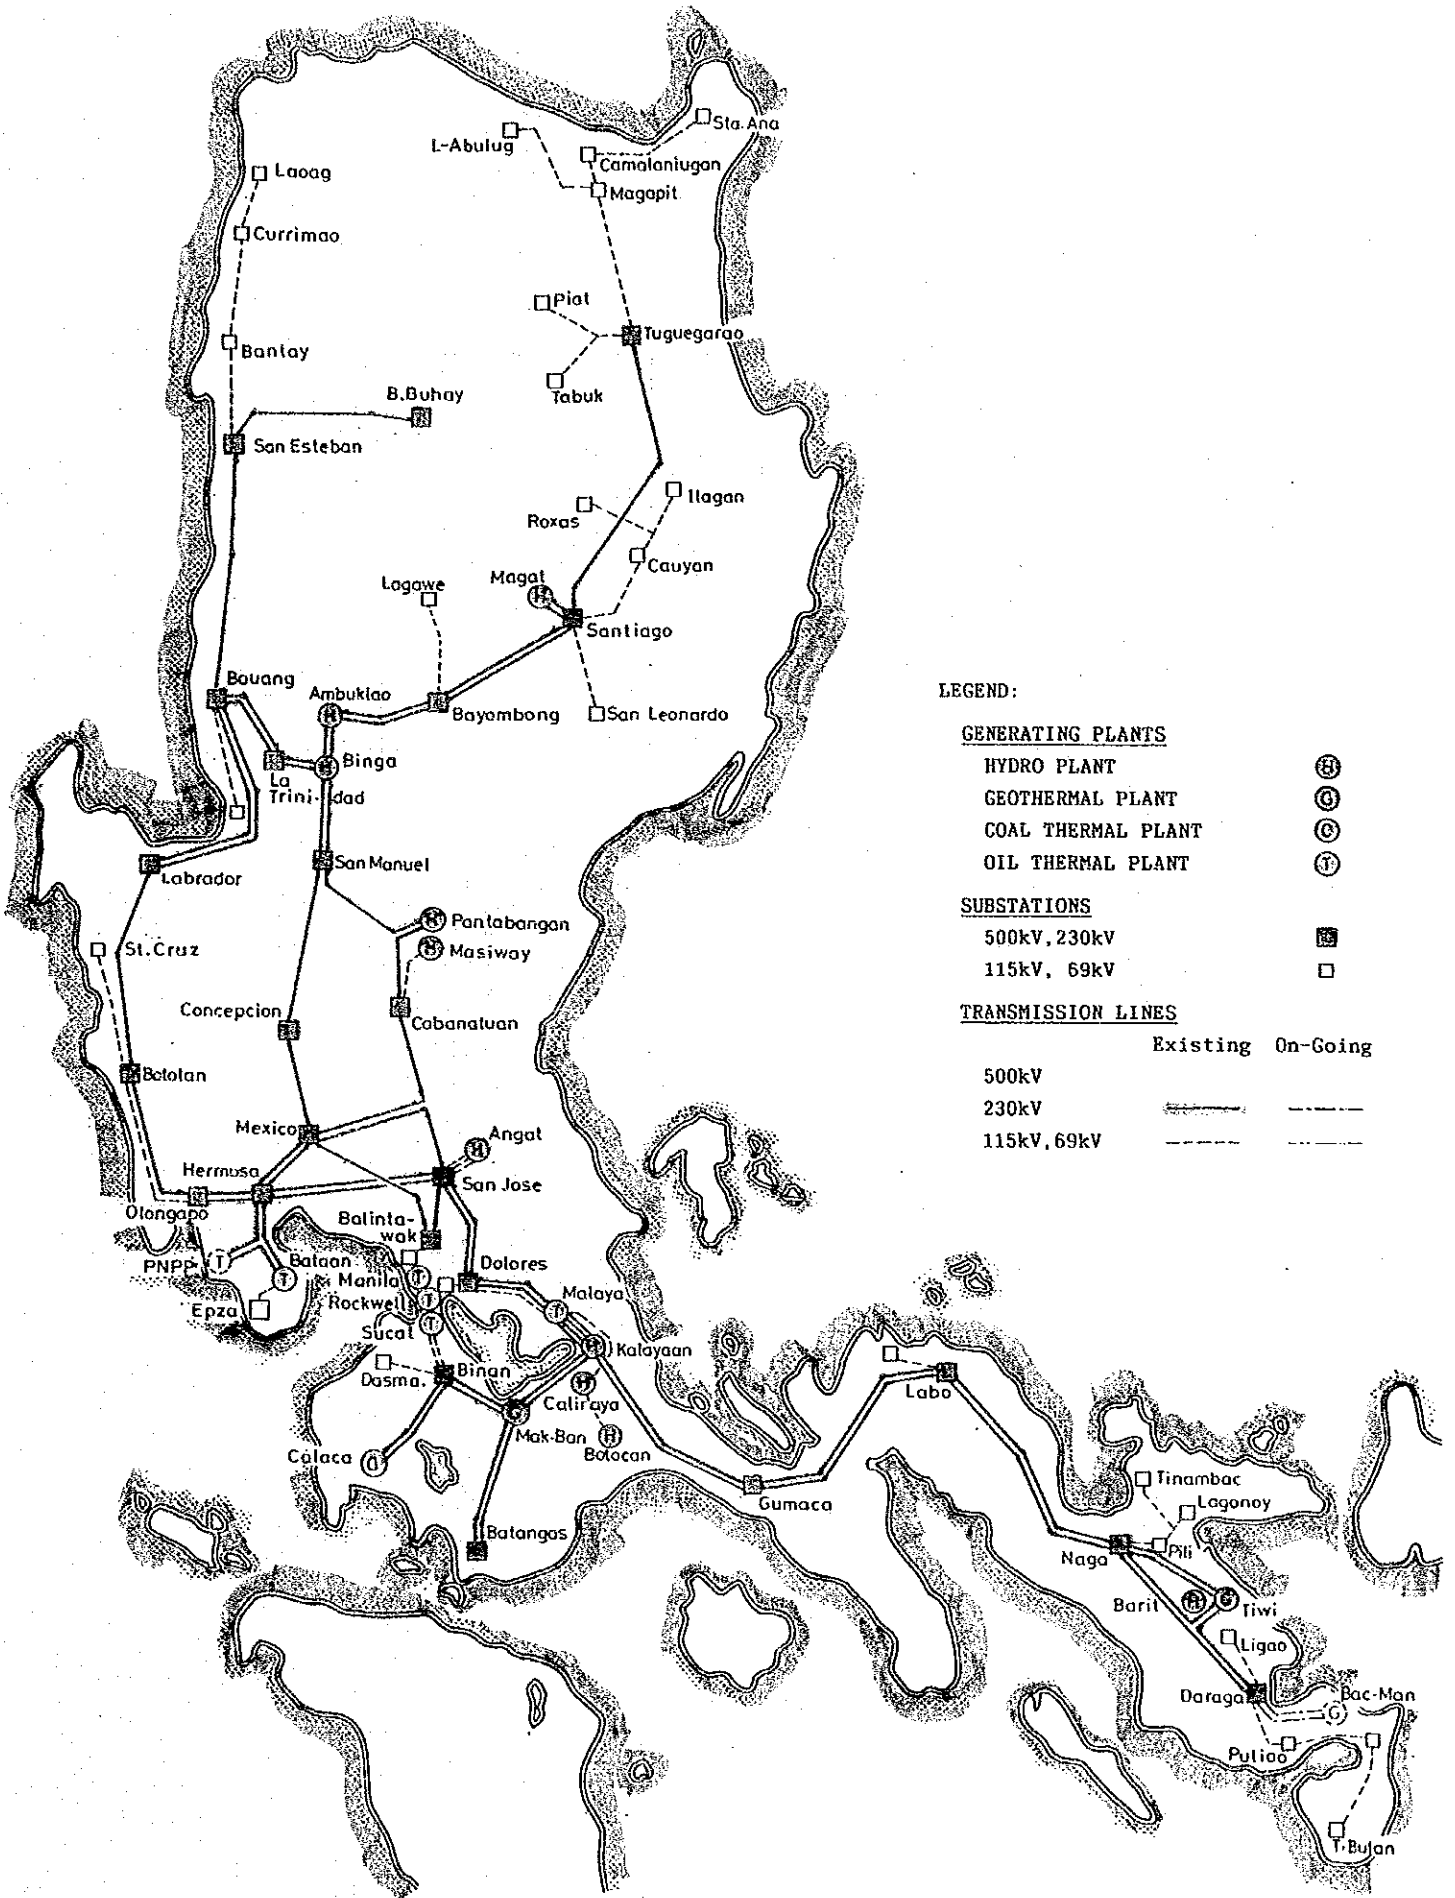 Sta. Ana
L-Abulug
Camalaniugan
Laoag
Magapit
Currimao
Piat
Tuguegarao
Bantay
B.Buhay
Tabuk
San Esteban
Ilagan
Roxas
Cauyan
Lagawe
Magat
H
Santiago
Bauang
Ambuklao
H
Bayombong
San Leonardo
Binga
H
La
Trinidad
San Manuel
Labrador
Pantabangan
H
St.Cruz
Masiway
H
Concepcion
Cabanatuan
Botolan
Mexico
Angat
H
Hermosa
San Jose
Olongapo
Balinta-
wak
PNPP
T
Bataan
T
Manila
T
Dolores
Epza
Rockwell
T
Malaya
T
Sucat
T
Kalayaan
H
Dasma.
Binan
Caliraya
H
Labo
Mak-Ban
G
Botocan
H
Calaca
Gumaca
Tinambac
Lagonoy
Batangas
Naga
Pili
Barit
H
Tiwi
G
Ligao
Daraga
Bac-Man
G
Putiao
T.Bulan
LEGEND:
GENERATING PLANTS
HYDRO PLANT H
GEOTHERMAL PLANT G
COAL THERMAL PLANT C
OIL THERMAL PLANT T
SUBSTATIONS
500kV,230kV
115kV, 69kV
TRANSMISSION LINES
Existing On-Going
500kV
230kV
115kV,69kV